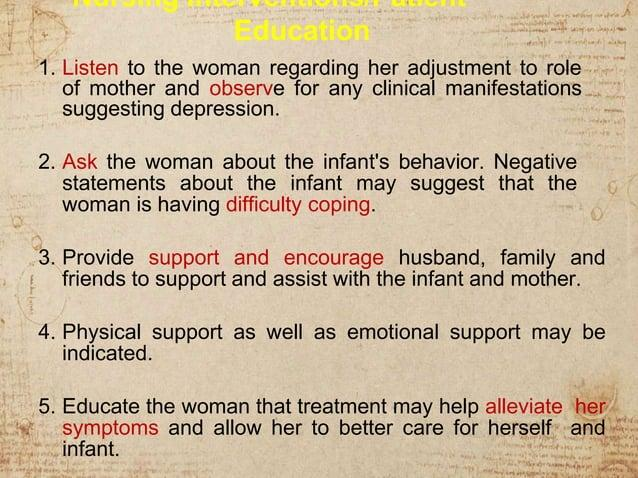 Nursing Interventions/Patient
Education
1. Listen to the woman regarding her adjustment to role
of mother and observe for any clinical manifestations
suggesting depression.
2. Ask the woman about the infant's behavior. Negative
statements about the infant may suggest that the
woman is having difficulty coping.
3. Provide support and encourage husband, family and
friends to support and assist with the infant and mother.
4. Physical support as well as emotional support may be
indicated.
5. Educate the woman that treatment may help alleviate her
symptoms and allow her to better care for herself and
infant.